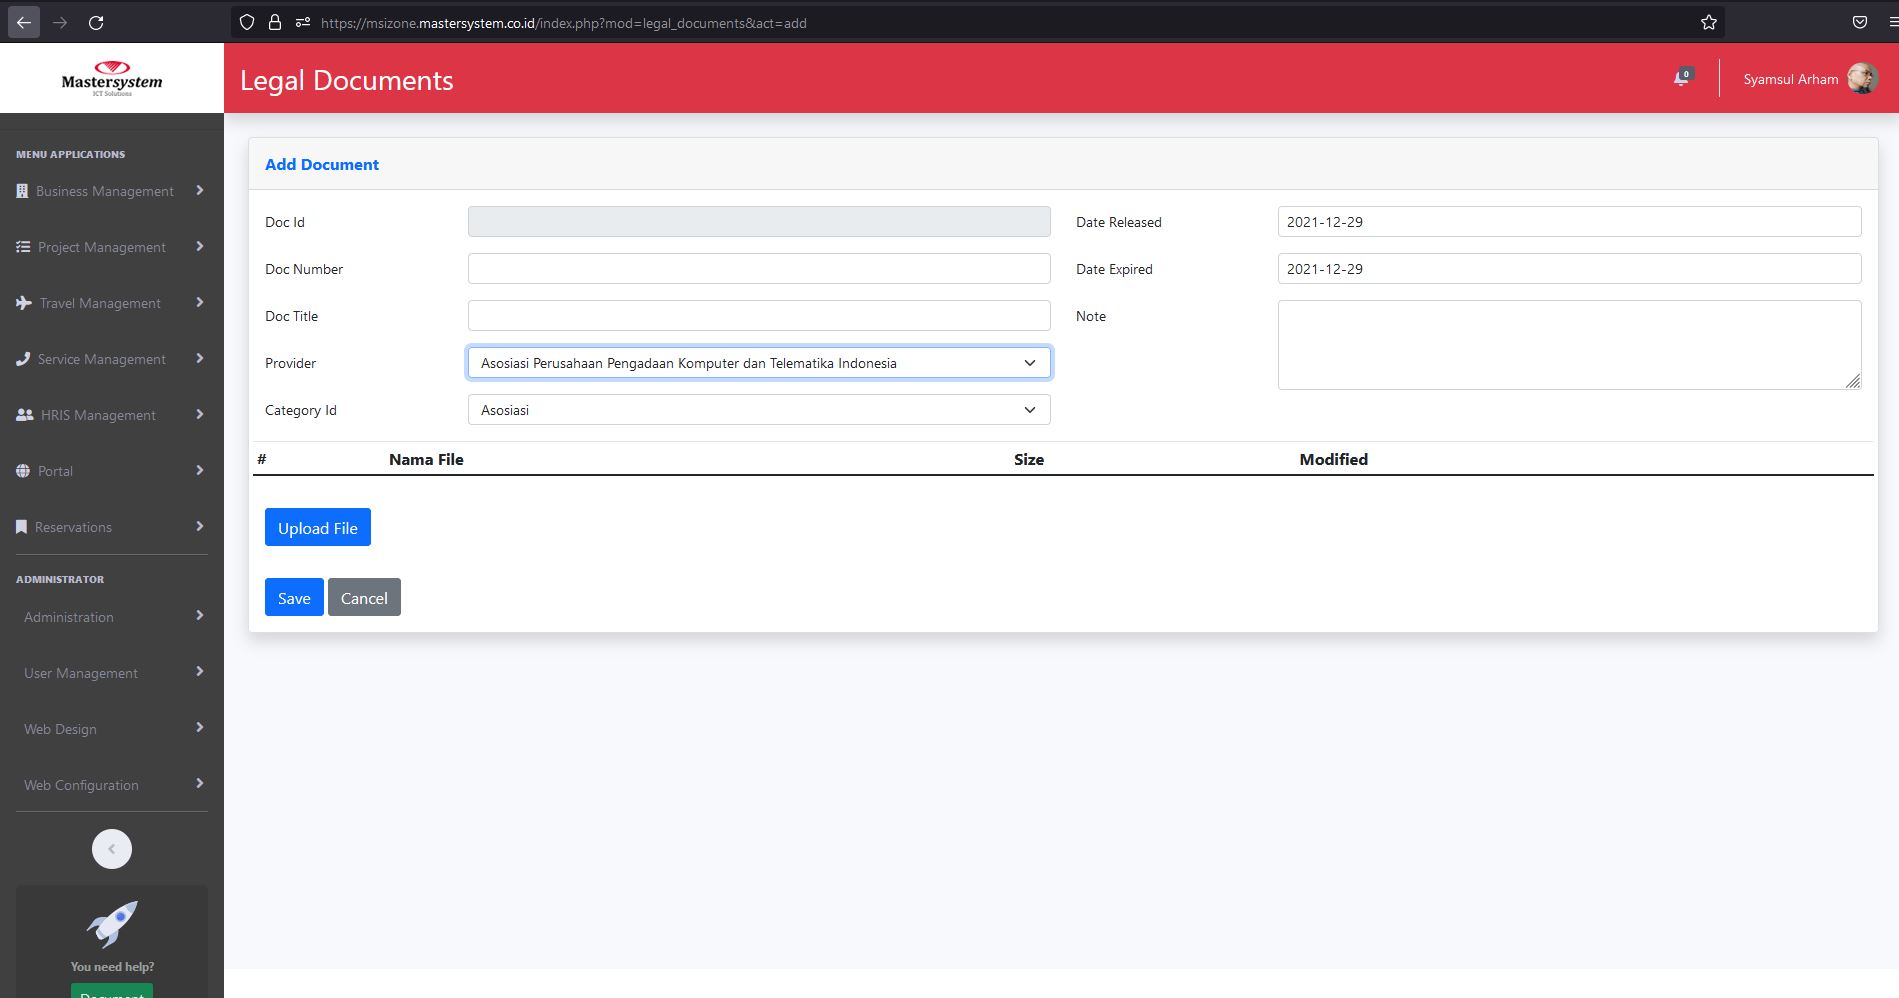 https://msizone.mastersystem.co.id/index.php?mod=legal_documents&act=add
Mastersystem
ICT Solutions
Legal Documents
0
Syamsul Arham
MENU APPLICATIONS
Business Management
Project Management
Travel Management
Service Management
HRIS Management
Portal
Reservations
ADMINISTRATOR
Administration
User Management
Web Design
Web Configuration
You need help?
Document
Add Document
Doc Id
Doc Number
Doc Title
Provider
Asosiasi Perusahaan Pengadaan Komputer dan Telematika Indonesia
Category Id
Asosiasi
Date Released
2021-12-29
Date Expired
2021-12-29
Note
# Nama File Size Modified
Upload File
Save Cancel